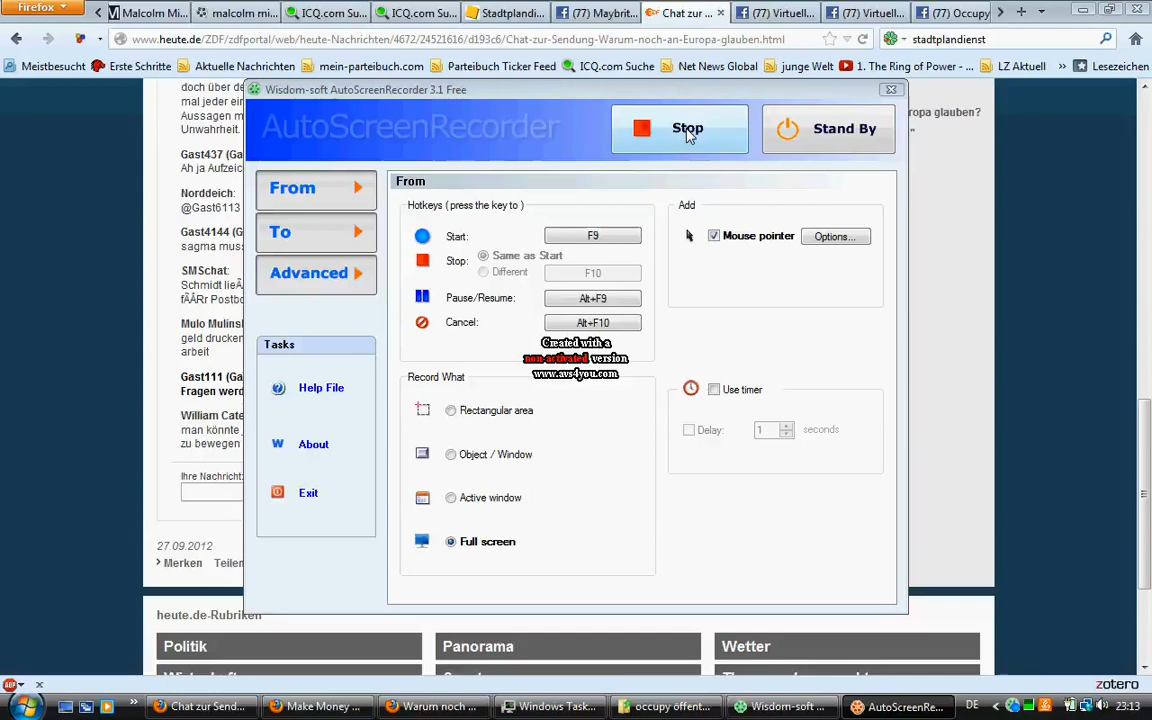 Firefox
Malcolm Mi...
malcolm mi...
ICQ.com Su...
ICQ.com Su...
Stadtplandi...
(77) Maybrit...
Chat zur ...
(77) Virtuell...
(77) Virtuell...
(77) Occupy
www.heute.de/ZDF/zdfportal/web/heute-Nachrichten/4672/24521616/d193c6/Chat-zur-Sendung-Warum-noch-an-Europa-glauben.html
stadtplandienst
Meistbesucht
Erste Schritte
Aktuelle Nachrichten
mein-parteibuch.com
Parteibuch Ticker Feed
ICQ.com Suche
Net News Global
junge Welt
1. The Ring of Power - ...
LZ Aktuell
Lesezeichen
doch über de
mal jeder ei
Aussagen m
Unwahrheit.
Gast437 (Ga
Ah ja Aufzei
Norddeich:
@Gast6113
Gast4144 (
sagma muss
SMSchat:
Schmidt lieÃ
fÃÂRr Postbo
Mulo Mulinsk
geld drucken
arbeit
Gast111 (Ga
Fragen werd
William Cate
man könnte
zu bewegen
Ihre Nachricht:
27.09.2012
Merken Teilen
ropa glauben?
"
Wisdom-soft AutoScreenRecorder 3.1 Free
AutoScreenRecorder
Stop
Stand By
From
To
Advanced
Tasks
Help File
About
Exit
From
Hotkeys ( press the key to )
Start: F9
Stop: Same as Start
Different F10
Pause/Resume: Alt+F9
Cancel: Alt+F10
Add
Mouse pointer Options...
Created with a
non-activated version
www.avs4you.com
Record What
Rectangular area
Object / Window
Active window
Full screen
Use timer
Delay: 1 seconds
heute.de-Rubriken
Politik
Panorama
Wetter
zotero
Chat zur Send...
Make Money ...
Warum noch ...
Windows Task...
occupy öffent...
Wisdom-soft ...
AutoScreenRe...
DE
23:13